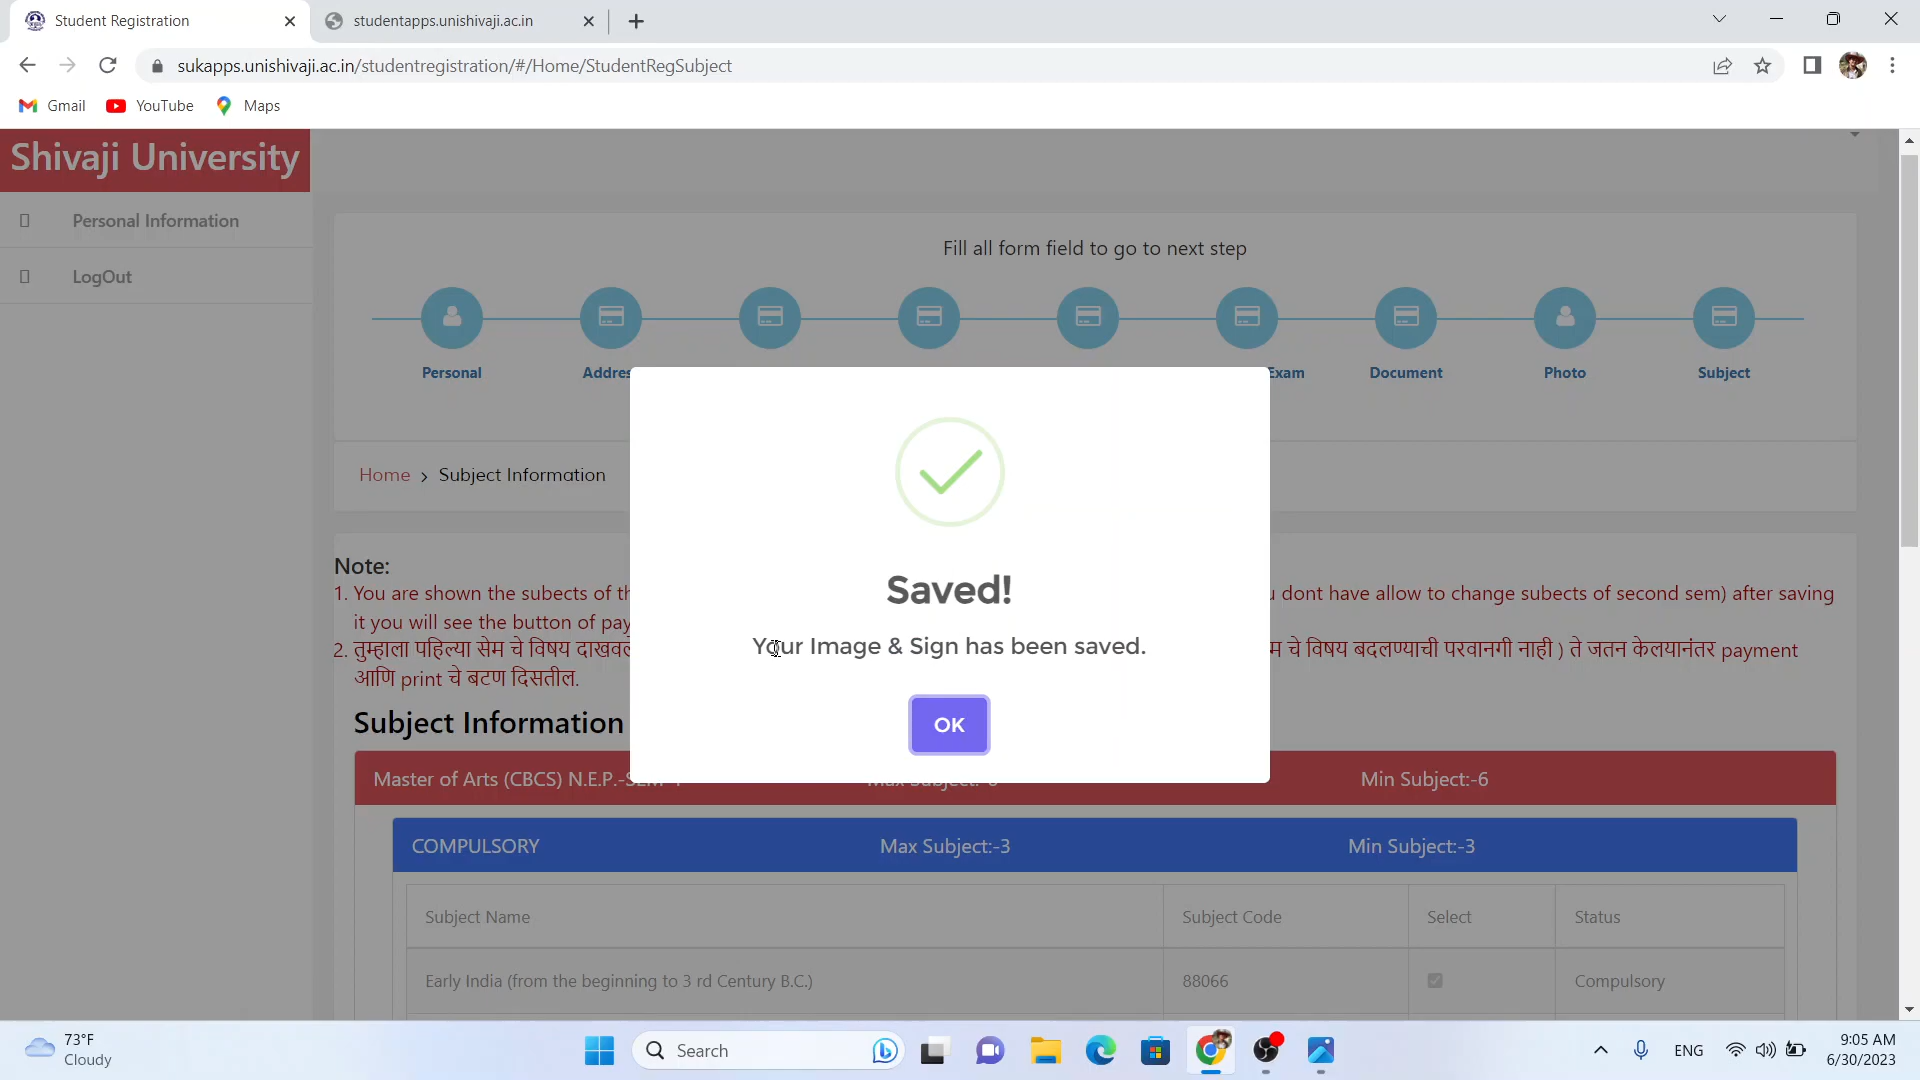 Student Registration
studentapps.unishivaji.ac.in
sukapps.unishivaji.ac.in/studentregistration/#/Home/StudentRegSubject
Gmail YouTube Maps
Shivaji University
Personal Information
LogOut
Fill all form field to go to next step
Personal Addres Exam Document Photo Subject
Home > Subject Information
Saved!
Your Image & Sign has been saved.
OK
Note:
1. You are shown the subects of th u dont have allow to change subects of second sem) after saving
it you will see the button of pay
2. तुम्हाला पहिल्या सेम चे विषय दाखवले म चे विषय बदलण्याची परवानगी नाही ) ते जतन केलयानंतर payment
आणि print चे बटण दिसतील.
Subject Information
Master of Arts (CBCS) N.E.P.- Min Subject:-6
COMPULSORY Max Subject:-3 Min Subject:-3
Subject Name Subject Code Select Status
Early India (from the beginning to 3 rd Century B.C.) 88066 Compulsory
73°F
Cloudy
Search
ENG
9:05 AM
6/30/2023